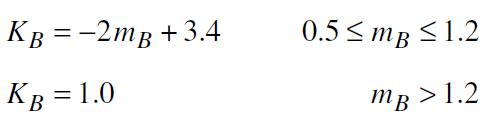 K_B = −2m_B + 3.4 0.5 ≤ m_B ≤ 1.2
K_B = 1.0 m_B > 1.2